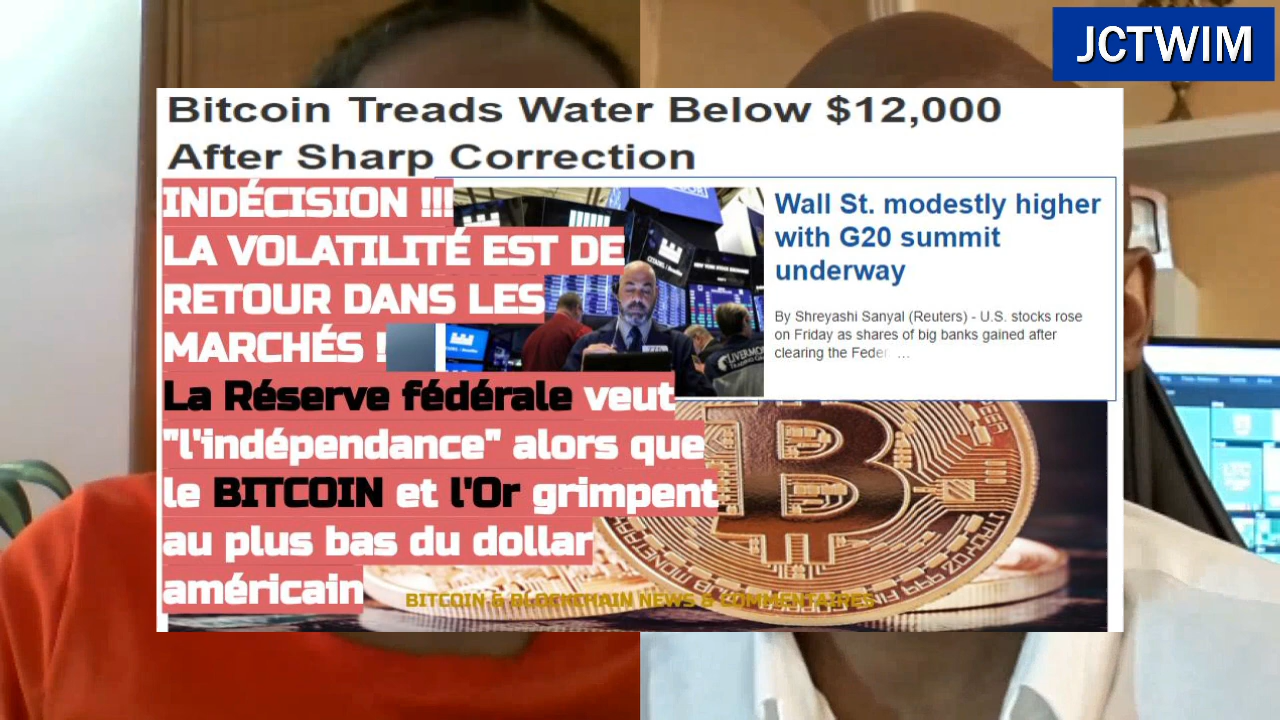 JCTWIM
Bitcoin Treads Water Below $12,000
After Sharp Correction
INDÉCISION !!!
LA VOLATILITÉ EST DE
RETOUR DANS LES
MARCHÉS !
La Réserve fédérale veut
"l'indépendance" alors que
le BITCOIN et l'Or grimpent
au plus bas du dollar
américain
Wall St. modestly higher
with G20 summit
underway
By Shreyashi Sanyal (Reuters) - U.S. stocks rose
on Friday as shares of big banks gained after
clearing the Feder ...
BITCOIN & BLOCKCHAIN NEWS & COMMENTAIRES